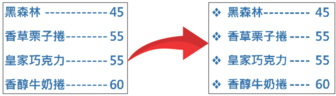 黑森林------------45
香草栗子捲--------55
皇家巧克力--------55
香醇牛奶捲--------60
❖ 黑森林---------45
❖ 香草栗子捲----55
❖ 皇家巧克力----55
❖ 香醇牛奶捲----60